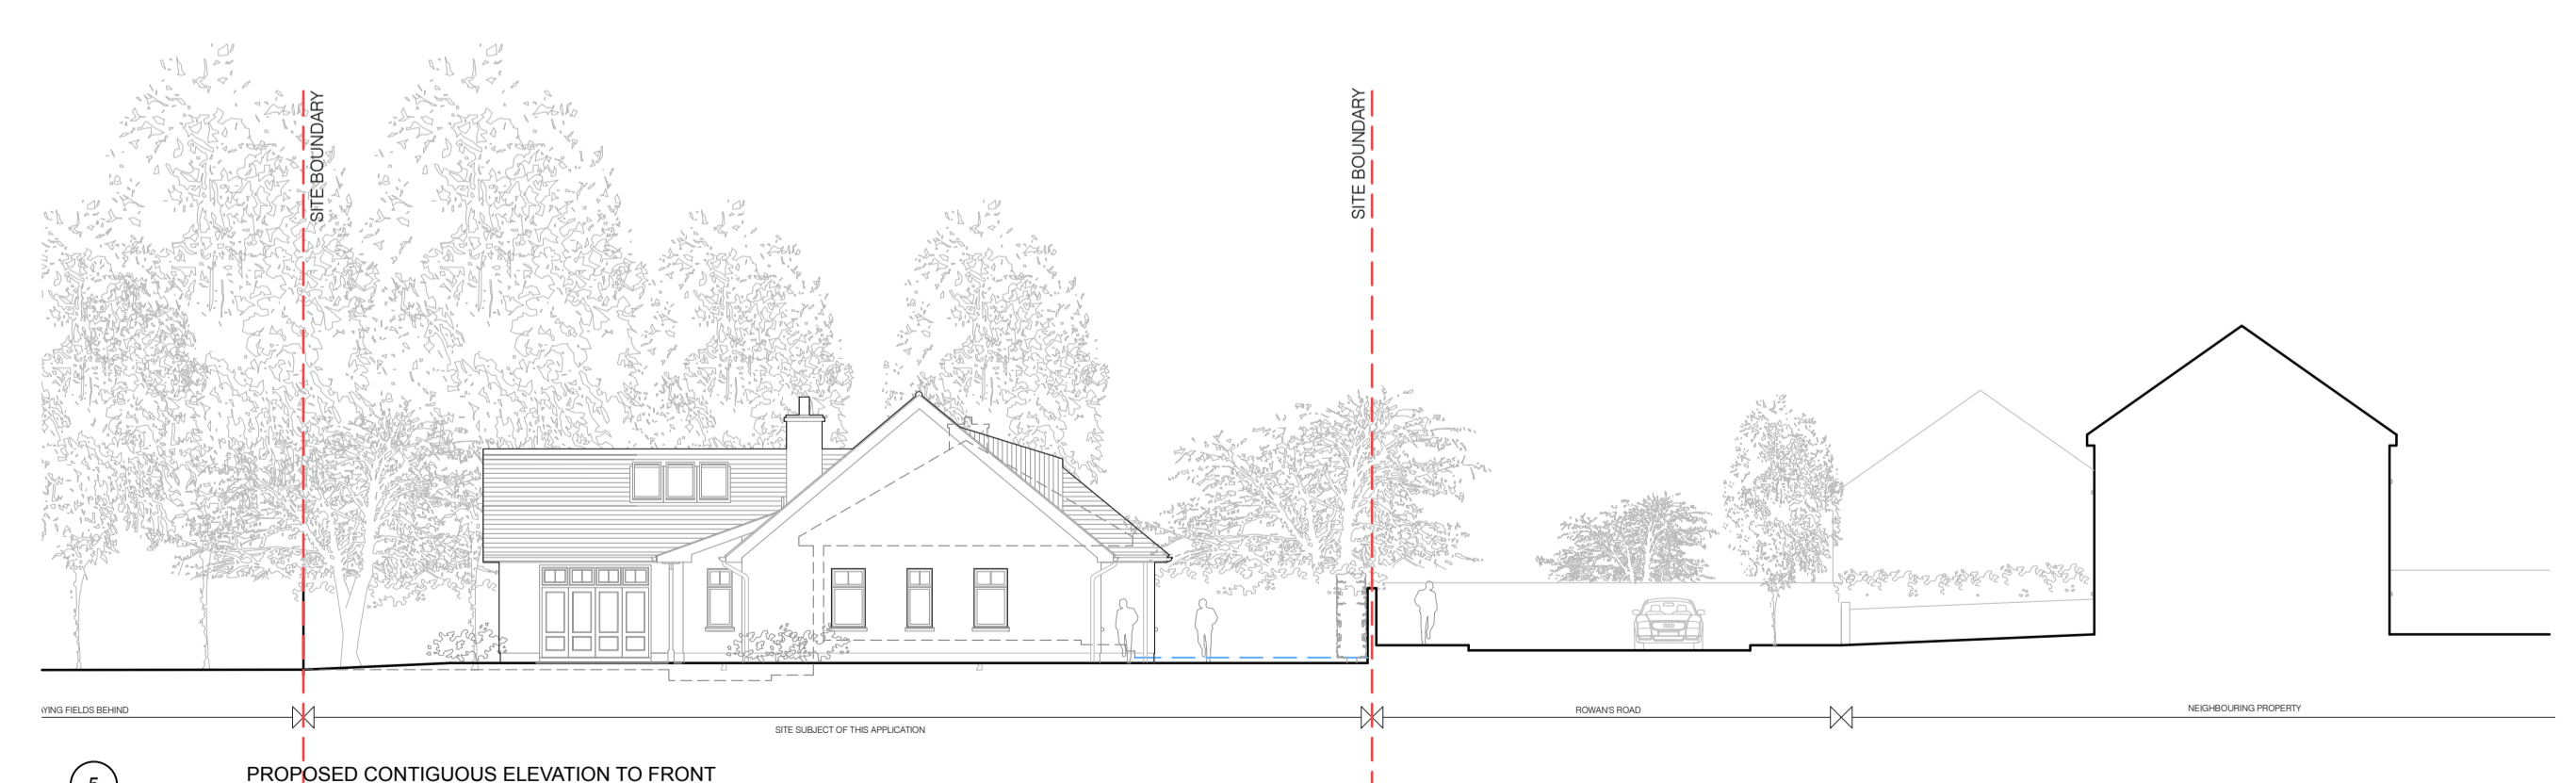 SITE BOUNDARY
SITE BOUNDARY
YING FIELDS BEHIND
SITE SUBJECT OF THIS APPLICATION
ROWAN'S ROAD
NEIGHBOURING PROPERTY
5
PROPOSED CONTIGUOUS ELEVATION TO FRONT